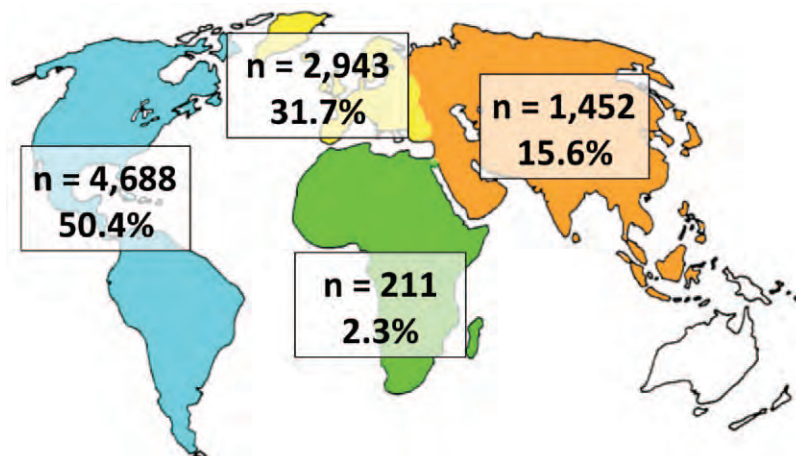 n = 2,943
31.7%
n = 1,452
15.6%
n = 4,688
50.4%
n = 211
2.3%